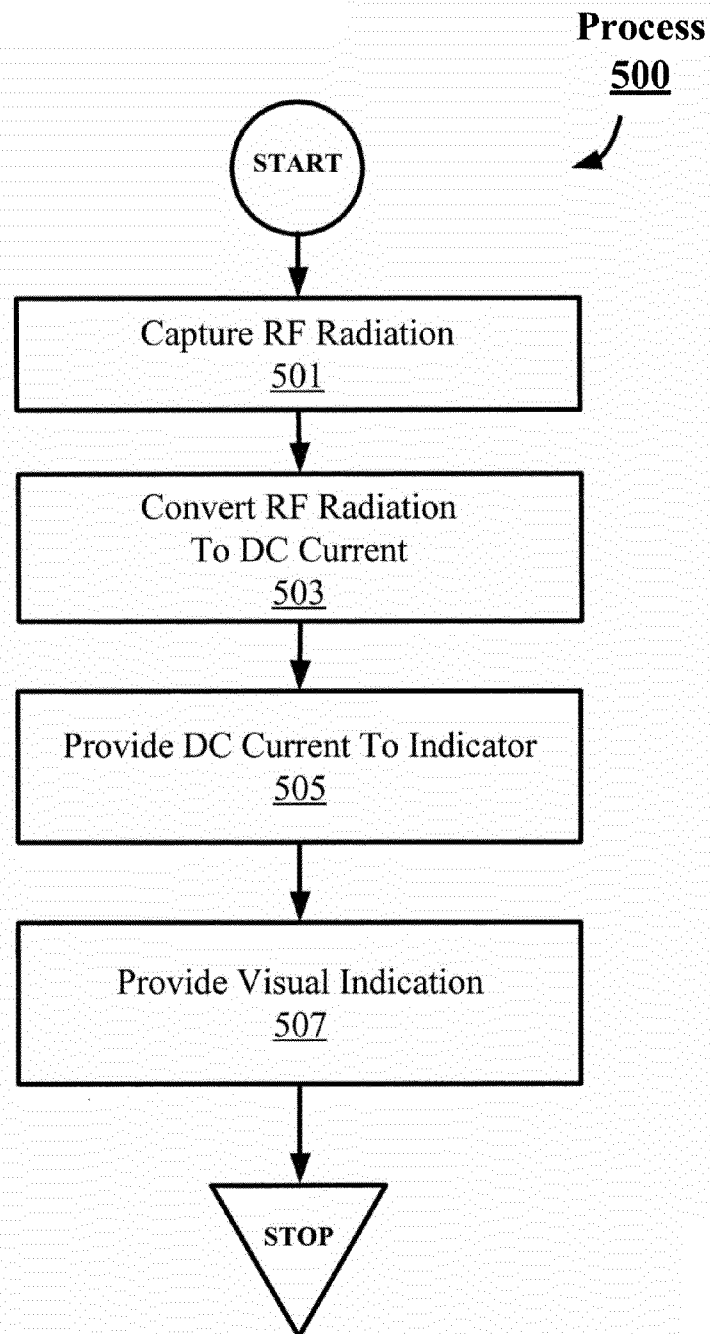 Process
500
START
Capture RF Radiation
501
Convert RF Radiation
To DC Current
503
Provide DC Current To Indicator
505
Provide Visual Indication
507
STOP